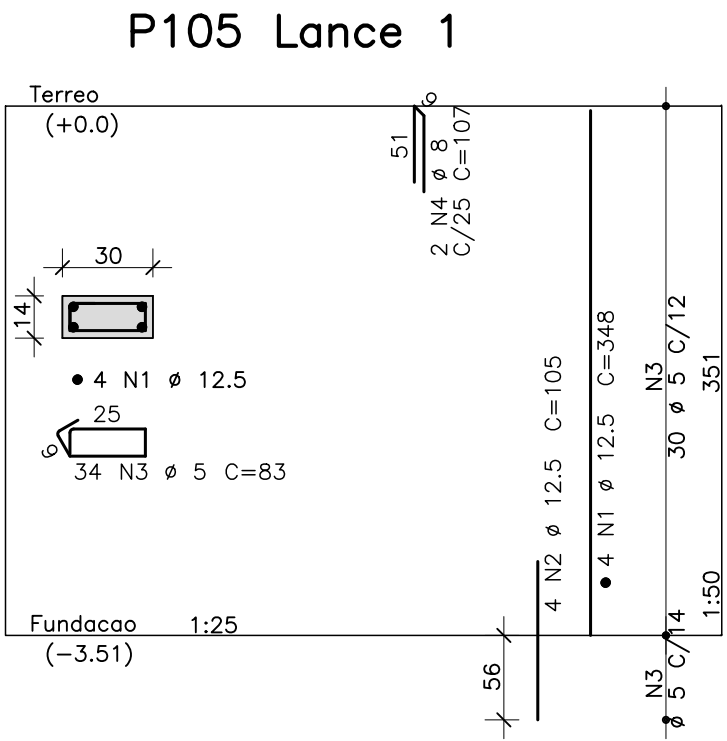 P105 Lance 1
Terreo
(+0.0)
51
6
2 N4 ø 8
C/25 C=107
30
14
4 N1 ø 12.5
25
6
34 N3 ø 5 C=83
4 N2 ø 12.5 C=105
4 N1 ø 12.5 C=348
N3
30 ø 5 C/12
351
1:50
Fundacao 1:25
(−3.51)
56
N3
ø 5 C/14